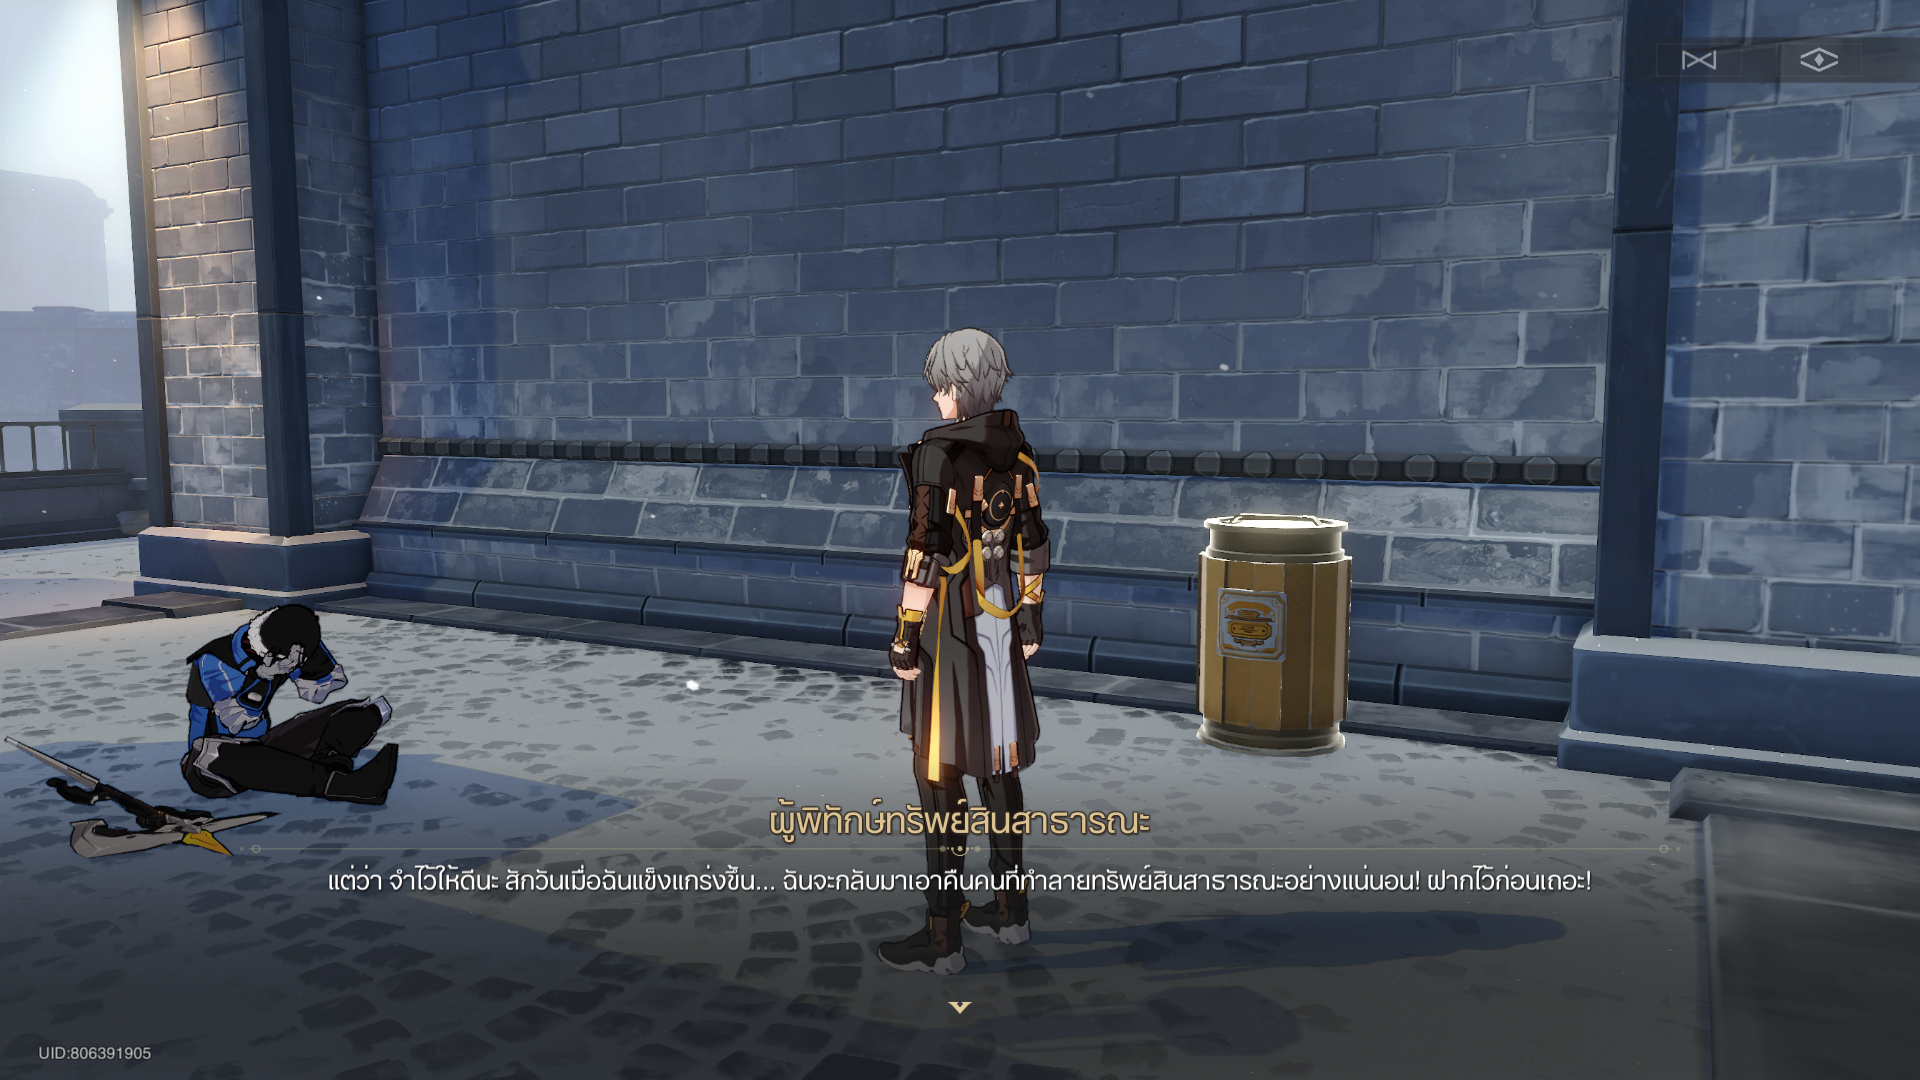 ผู้พิทักษ์ทรัพย์สินสาธารณะ
แต่ว่า จำไว้ให้ดีนะ สักวันเมื่อฉันแข็งแกร่งขึ้น... ฉันจะกลับมาเอาคืนคนที่ทำลายทรัพย์สินสาธารณะอย่างแน่นอน! ฝากไว้ก่อนเถอะ!
UID:806391905